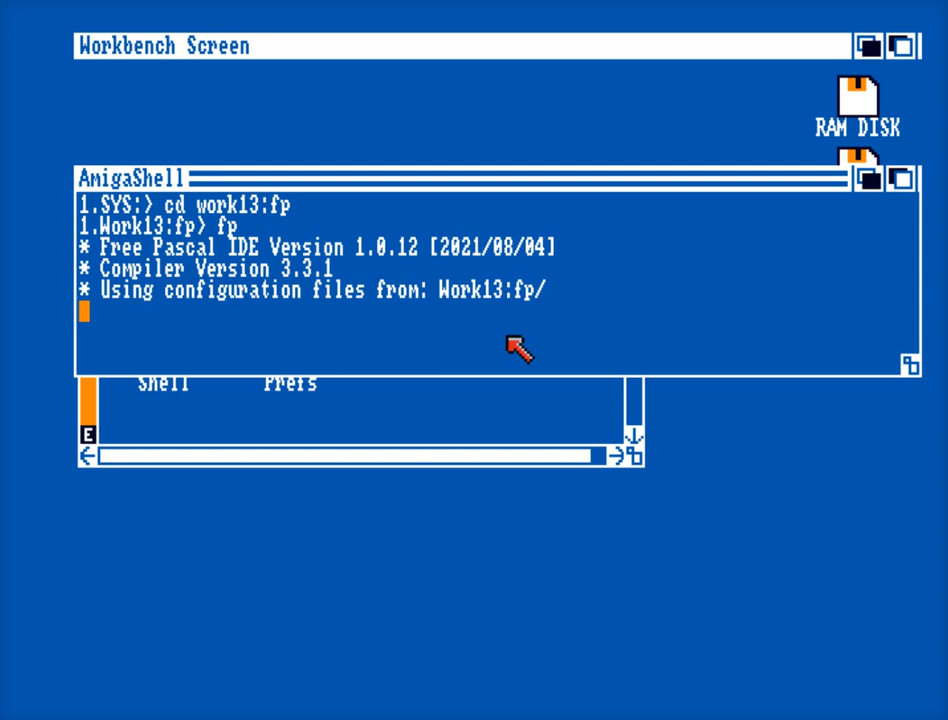 Workbench Screen
RAM DISK
AmigaShell
1.SYS:> cd work13:fp
1.Work13:fp> fp
* Free Pascal IDE Version 1.0.12 [2021/08/04]
* Compiler Version 3.3.1
* Using configuration files from: Work13:fp/
Shell Prefs
E